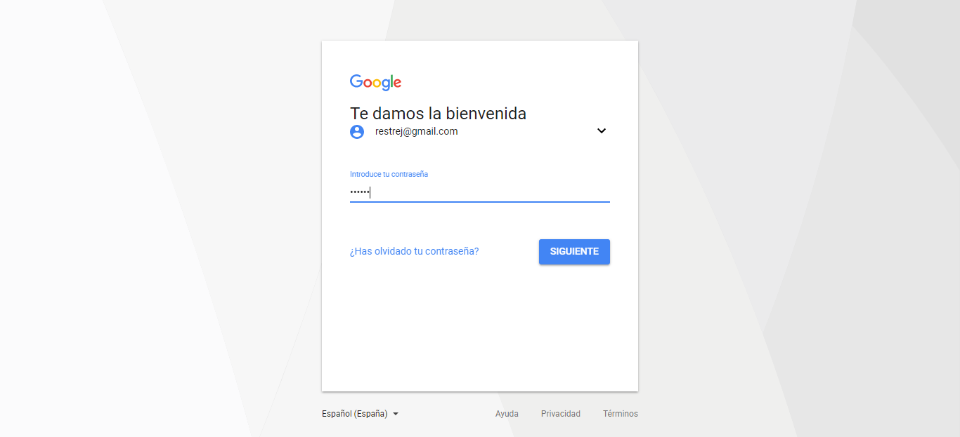 Google
Te damos la bienvenida
restrej@gmail.com
Introduce tu contraseña
••••••
¿Has olvidado tu contraseña?
SIGUIENTE
Español (España)
Ayuda
Privacidad
Términos